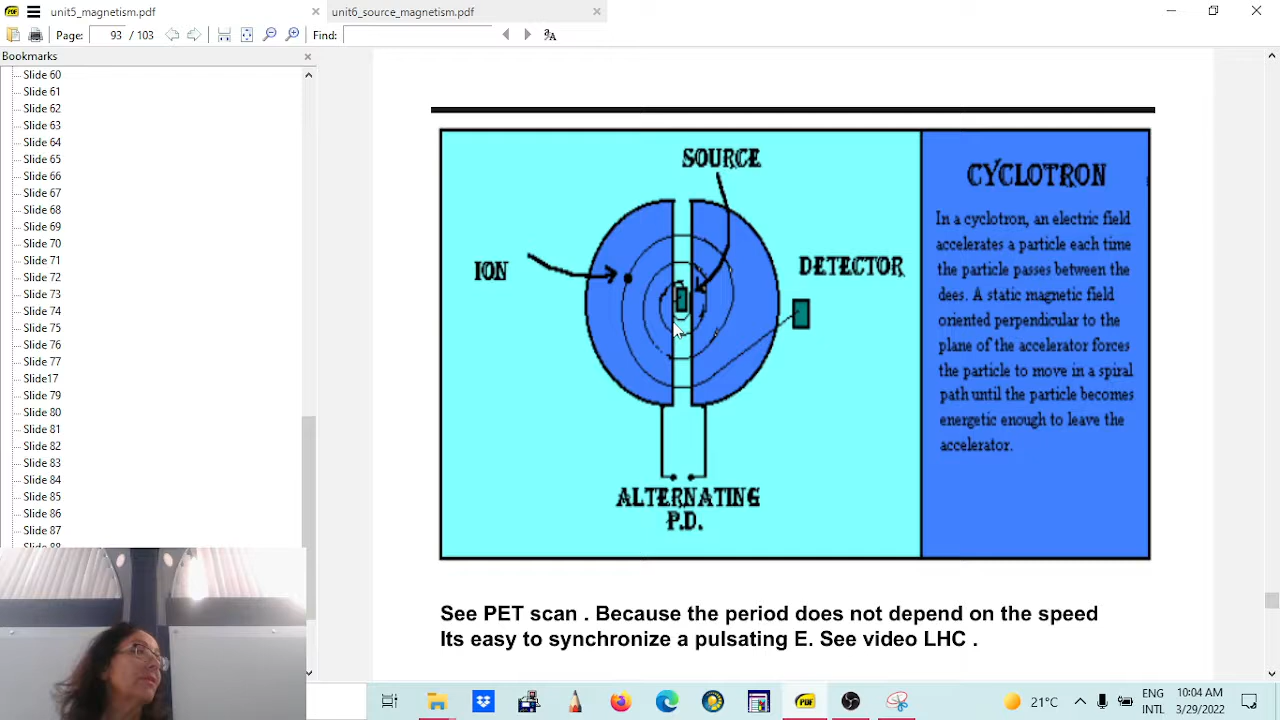 unit5_magnetism.pdf
unit6_source_magnetism.pdf
PDF
Page:
93 / 103
Find:
Bookmarks
Slide 60
Slide 61
Slide 62
Slide 63
Slide 64
Slide 65
Slide 66
Slide 67
Slide 68
Slide 69
Slide 70
Slide 71
Slide 72
Slide 73
Slide 74
Slide 75
Slide 76
Slide 77
Slide17
Slide 79
Slide 80
Slide 81
Slide 82
Slide 83
Slide 84
Slide 85
Slide 86
Slide 87
Slide 88
SOURCE
ION
DETECTOR
ALTERNATING
P.D.
CYCLOTRON
In a cyclotron, an electric field
accelerates a particle each time
the particle passes between the
dees. A static magnetic field
oriented perpendicular to the
plane of the accelerator forces
the particle to move in a spiral
path until the particle becomes
energetic enough to leave the
accelerator.
See PET scan . Because the period does not depend on the speed
Its easy to synchronize a pulsating E. See video LHC .
PDF
21°C
ENG
INTL
10:04 AM
3/29/2022